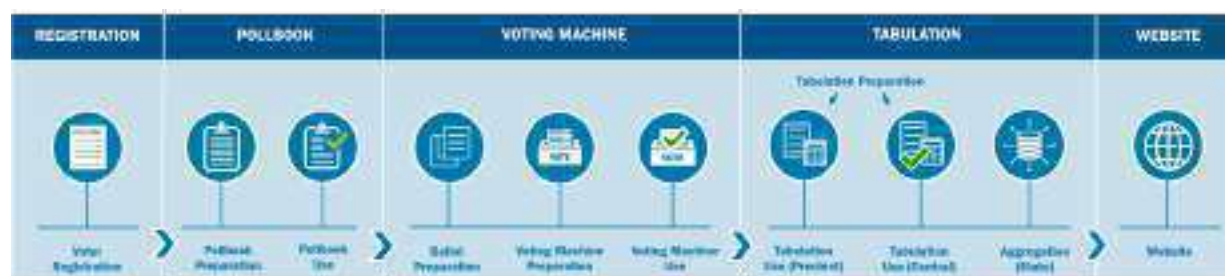 REGISTRATION
POLLBOOK
VOTING MACHINE
TABULATION
WEBSITE
Tabulation Preparation
VOTE
Voter
Registration
Pollbook
Preparation
Pollbook
Use
Ballot
Preparation
Voting Machine
Preparation
Voting Machine
Use
Tabulation
Use (Precinct)
Tabulation
Use (Central)
Aggregation
(State)
Website